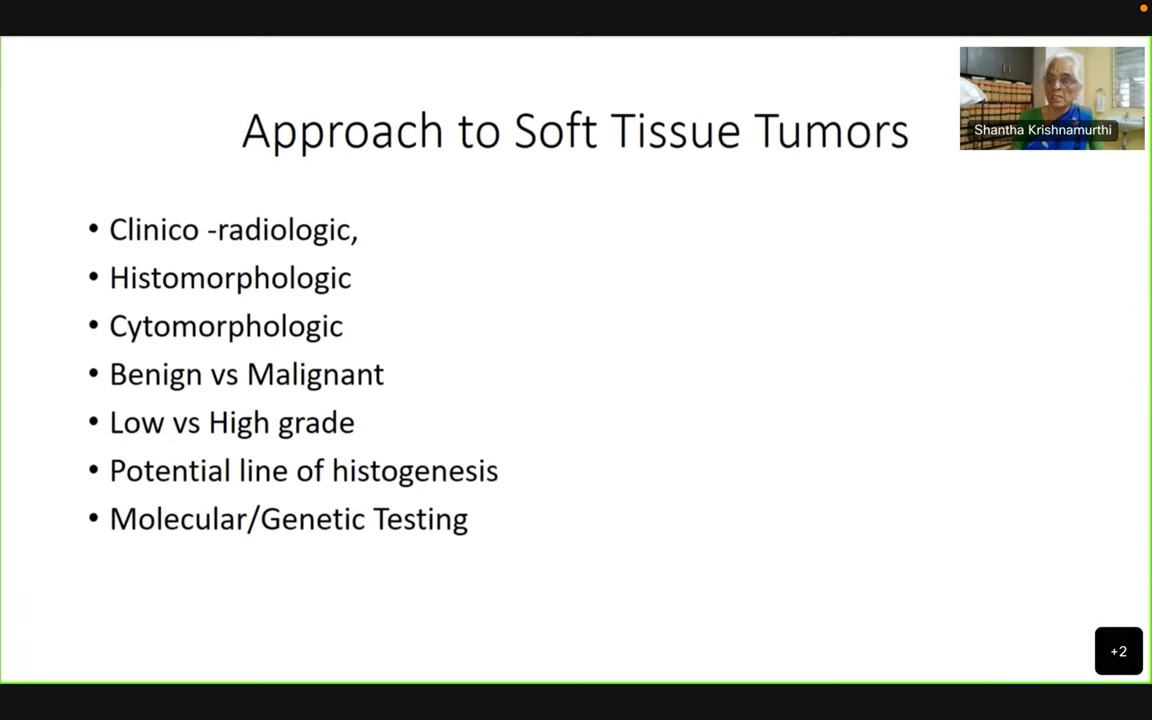 Approach to Soft Tissue Tumors
Shantha Krishnamurthi
• Clinico -radiologic,
• Histomorphologic
• Cytomorphologic
• Benign vs Malignant
• Low vs High grade
• Potential line of histogenesis
• Molecular/Genetic Testing
+2